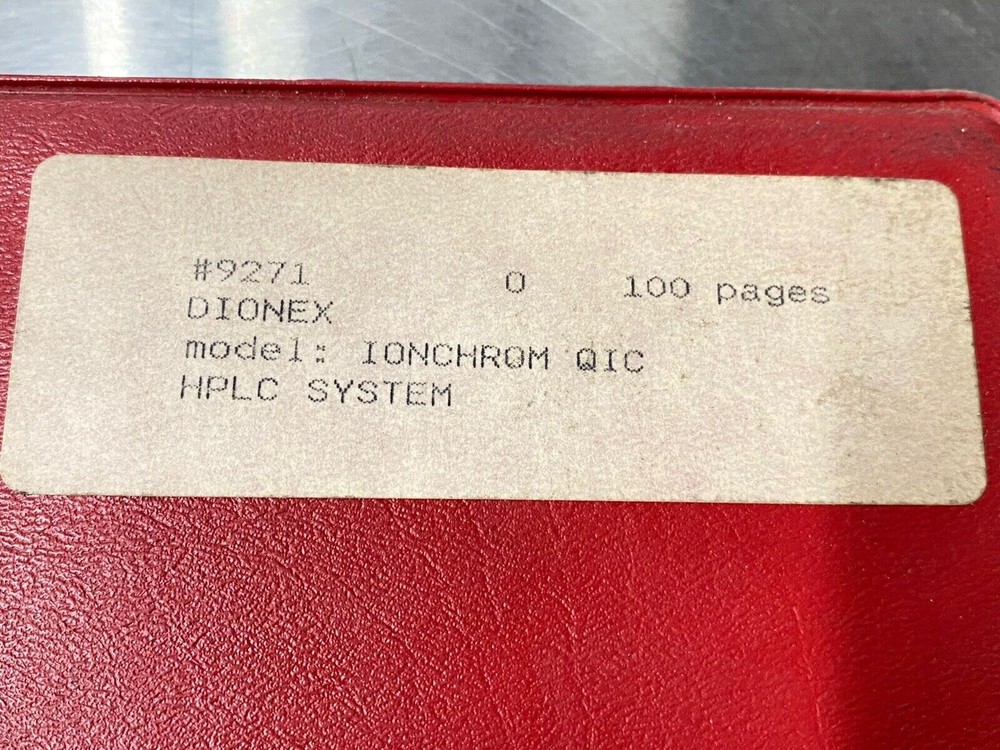 #9271 0 100 pages
DIONEX
model: IONCHROM QIC
HPLC SYSTEM